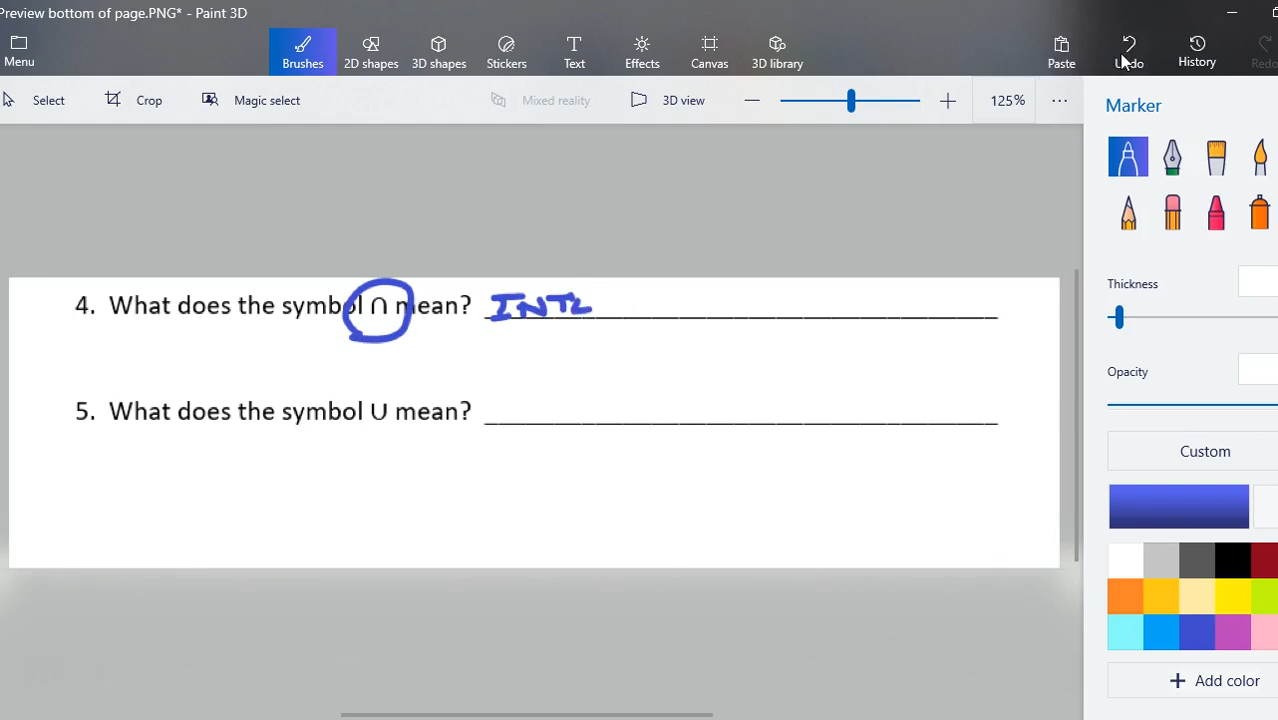 Preview bottom of page.PNG* - Paint 3D
Menu Brushes 2D shapes 3D shapes Stickers Text Effects Canvas 3D library Paste Undo History Redo
Select Crop Magic select Mixed reality 3D view 125%
Marker
4. What does the symbol ∩ mean?
5. What does the symbol ∪ mean?
Thickness
Opacity
Custom
Add color